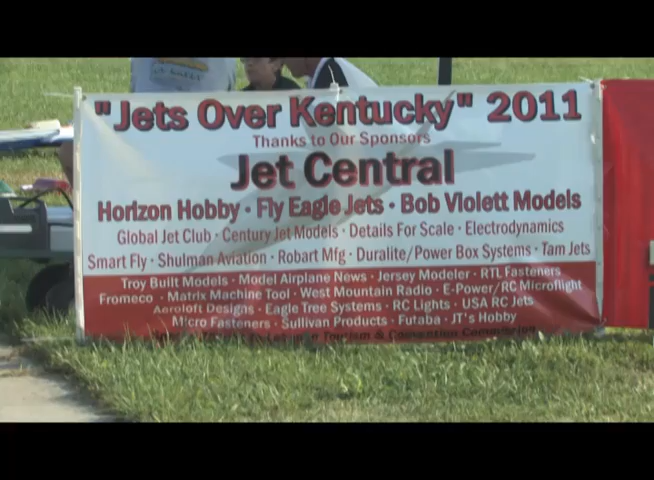 "Jets Over Kentucky" 2011
Thanks to Our Sponsors
Jet Central
Horizon Hobby · Fly Eagle Jets · Bob Violett Models
Global Jet Club · Century Jet Models · Details For Scale · Electrodynamics
Smart Fly · Shulman Aviation · Robart Mfg · Duralite/Power Box Systems · Tam Jets
Troy Built Models · Model Airplane News · Jersey Modeler · RTL Fasteners
Fromeco · Matrix Machine Tool · West Mountain Radio · E-Power/RC Microflight
Aeroloft Designs · Eagle Tree Systems · RC Lights · USA RC Jets
Micro Fasteners · Sullivan Products · Futaba · JT's Hobby
Tourism & Convention Commission